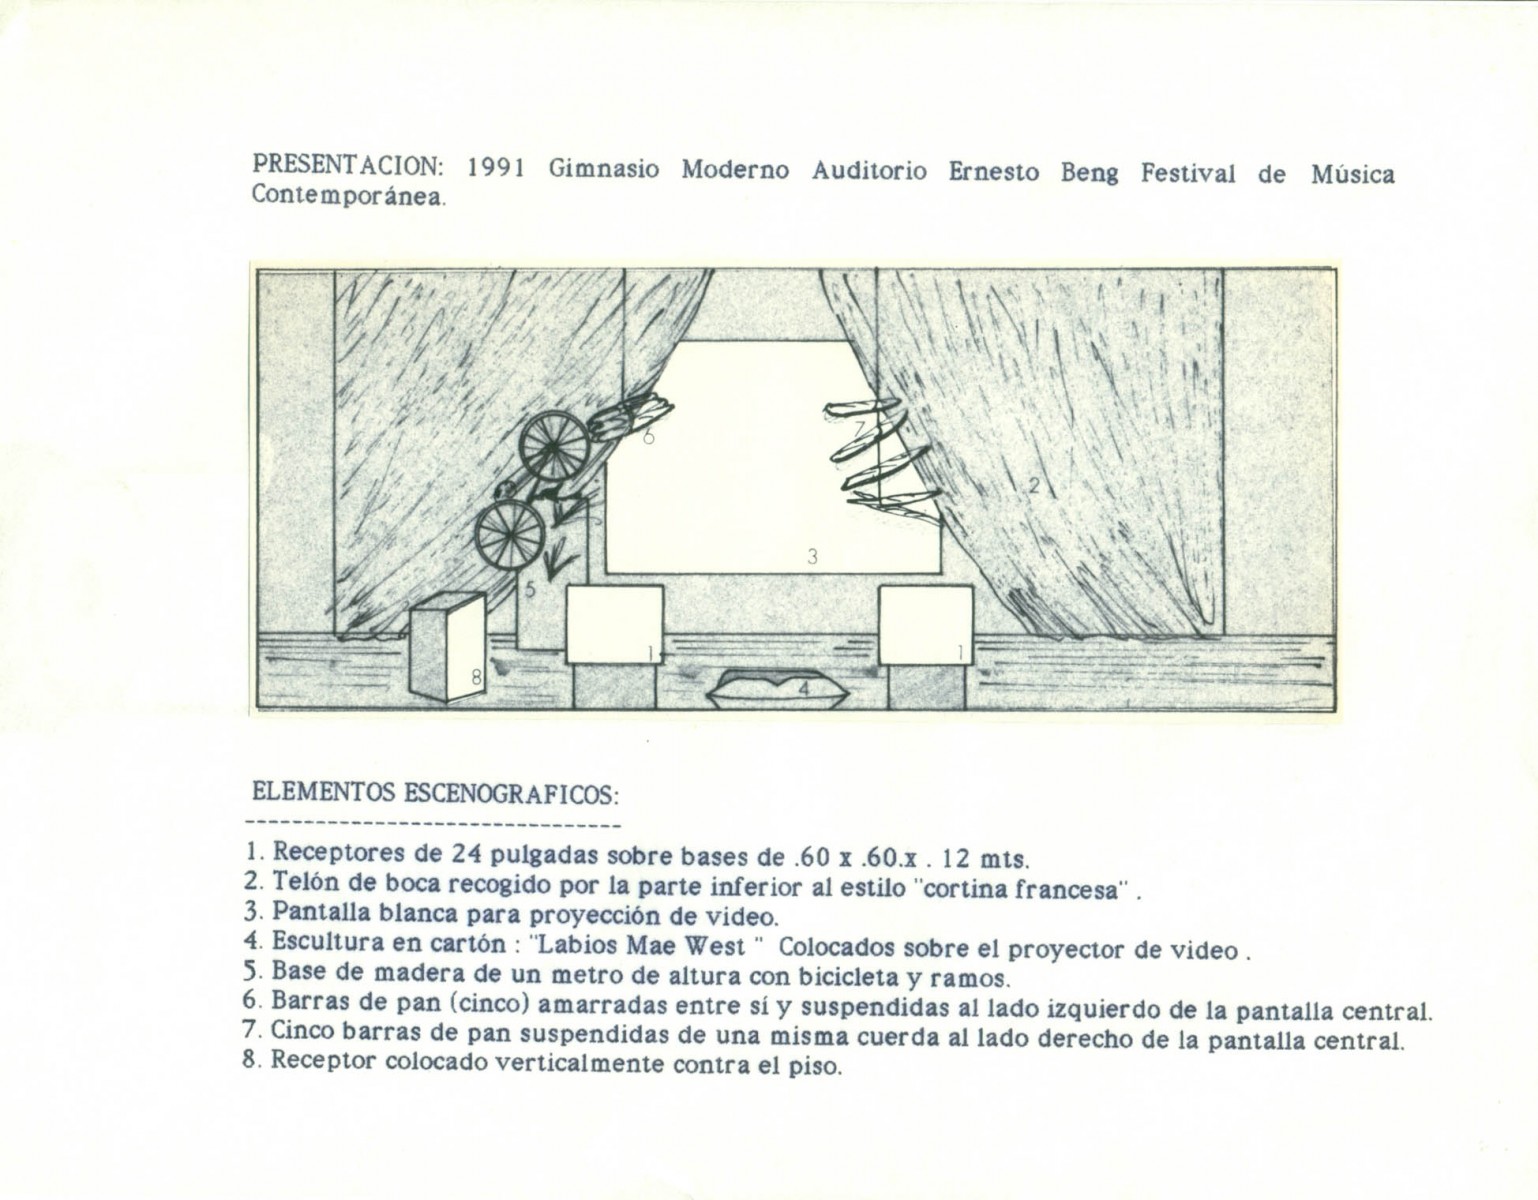 PRESENTACION: 1991 Gimnasio Moderno Auditorio Ernesto Beng Festival de Música
Contemporánea.
6
7
2
3
5
1
1
8
4
ELEMENTOS ESCENOGRAFICOS:
-------------------------------
1. Receptores de 24 pulgadas sobre bases de .60 x .60.x . 12 mts.
2. Telón de boca recogido por la parte inferior al estilo "cortina francesa" .
3. Pantalla blanca para proyección de video.
4. Escultura en cartón : "Labios Mae West " Colocados sobre el proyector de video .
5. Base de madera de un metro de altura con bicicleta y ramos.
6. Barras de pan (cinco) amarradas entre sí y suspendidas al lado izquierdo de la pantalla central.
7. Cinco barras de pan suspendidas de una misma cuerda al lado derecho de la pantalla central.
8. Receptor colocado verticalmente contra el piso.